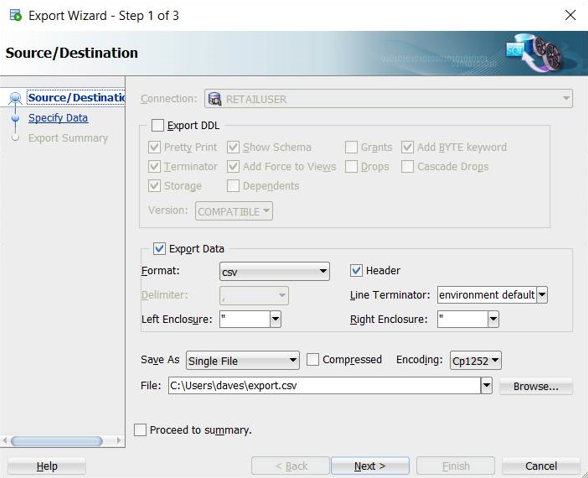 Export Wizard - Step 1 of 3
Source/Destination
Source/Destinatic
Specify Data
Export Summary
Connection: RETAILUSER
Export DDL
Pretty Print Show Schema Grants Add BYTE keyword
Terminator Add Force to Views Drops Cascade Drops
Storage Dependents
Version: COMPATIBLE
Export Data
Format: csv Header
Delimiter: , Line Terminator: environment default
Left Enclosure: " Right Enclosure: "
Save As Single File Compressed Encoding: Cp1252
File: C:\Users\daves\export.csv Browse...
Proceed to summary.
Help < Back Next > Finish Cancel